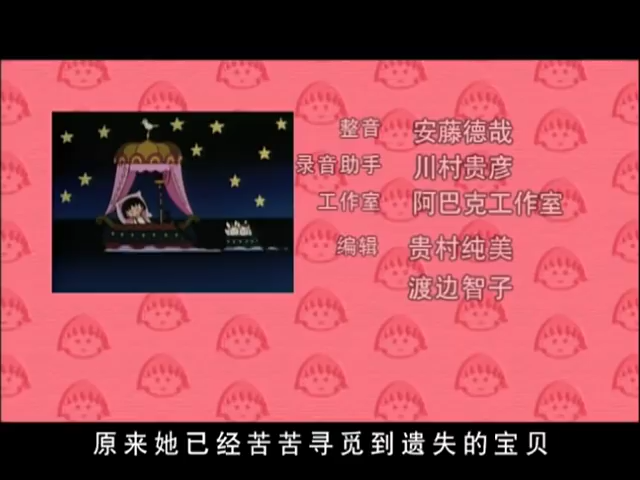 整音 安藤德哉
录音助手 川村贵彦
工作室 阿巴克工作室
编辑 贵村纯美
渡边智子
原来她已经苦苦寻觅到遗失的宝贝